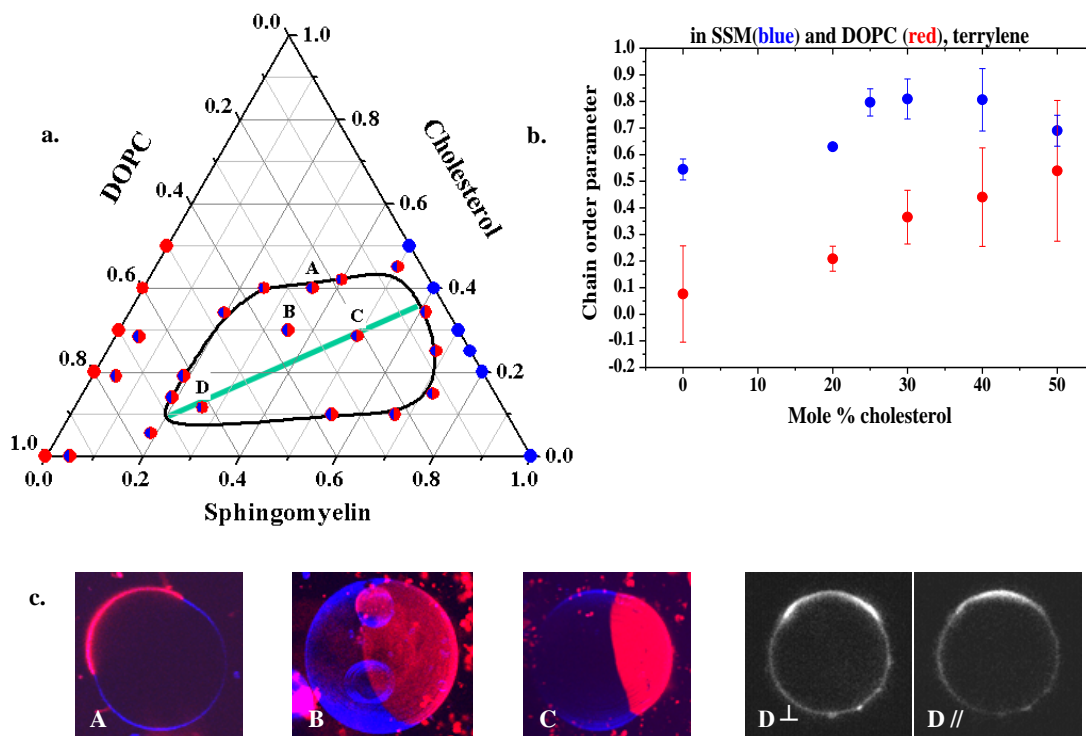 a.
0.0
1.0
0.2
0.8
DOPC
Cholesterol
0.4
0.6
0.6
A
0.4
B
C
0.8
D
0.2
1.0
0.0
0.0
0.2
0.4
0.6
0.8
1.0
Sphingomyelin
b.
in SSM(blue) and DOPC (red), terrylene
Chain order parameter
1.0
0.9
0.8
0.7
0.6
0.5
0.4
0.3
0.2
0.1
0.0
-0.1
-0.2
0 10 20 30 40 50
Mole % cholesterol
c.
A
B
C
D ⊥
D //